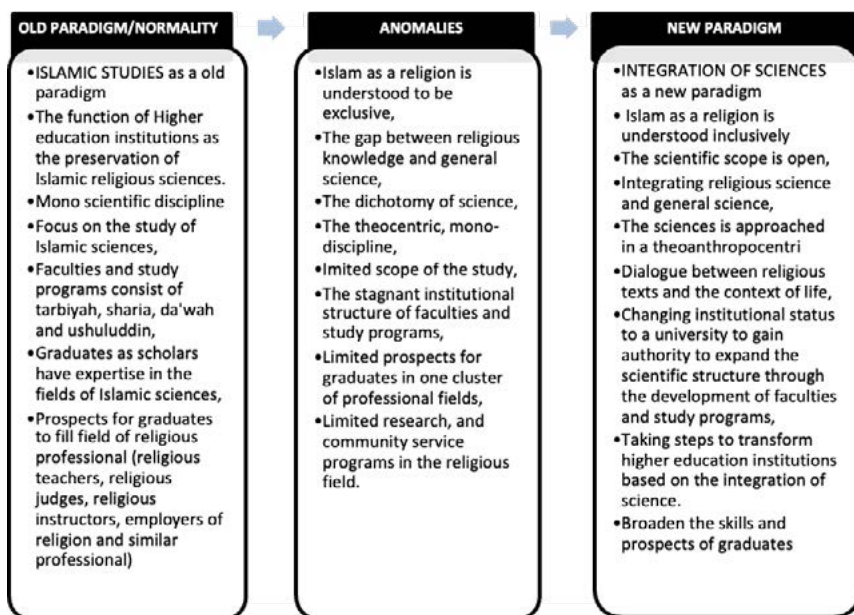 OLD PARADIGM/NORMALITY
•ISLAMIC STUDIES as a old
paradigm
•The function of Higher
education institutions as
the preservation of
Islamic religious sciences.
•Mono scientific discipline
•Focus on the study of
Islamic sciences,
•Faculties and study
programs consist of
tarbiyah, sharia, da'wah
and ushuluddin,
•Graduates as scholars
have expertise in the
fields of Islamic sciences,
•Prospects for graduates
to fill field of religious
professional (religious
teachers, religious
judges, religious
instructors, employers of
religion and similar
professional)
ANOMALIES
•Islam as a religion is
understood to be
exclusive,
•The gap between religious
knowledge and general
science,
•The dichotomy of science,
•The theocentric, mono-
discipline,
•Imited scope of the study,
•The stagnant institutional
structure of faculties and
study programs,
•Limited prospects for
graduates in one cluster
of professional fields,
•Limited research, and
community service
programs in the religious
field.
NEW PARADIGM
•INTEGRATION OF SCIENCES
as a new paradigm
• Islam as a religion is
understood inclusively
•The scientific scope is open,
•Integrating religious science
and general science,
•The sciences is approached
in a theoanthropocentri
•Dialogue between religious
texts and the context of life,
•Changing institutional status
to a university to gain
authority to expand the
scientific structure through
the development of faculties
and study programs,
•Taking steps to transform
higher education institutions
based on the integration of
science.
•Broaden the skills and
prospects of graduates